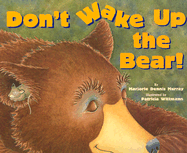 Don't Wake Up
the
Bear!
By
Marjorie Dennis Murray
Illustrated by
Patricia Wittmann